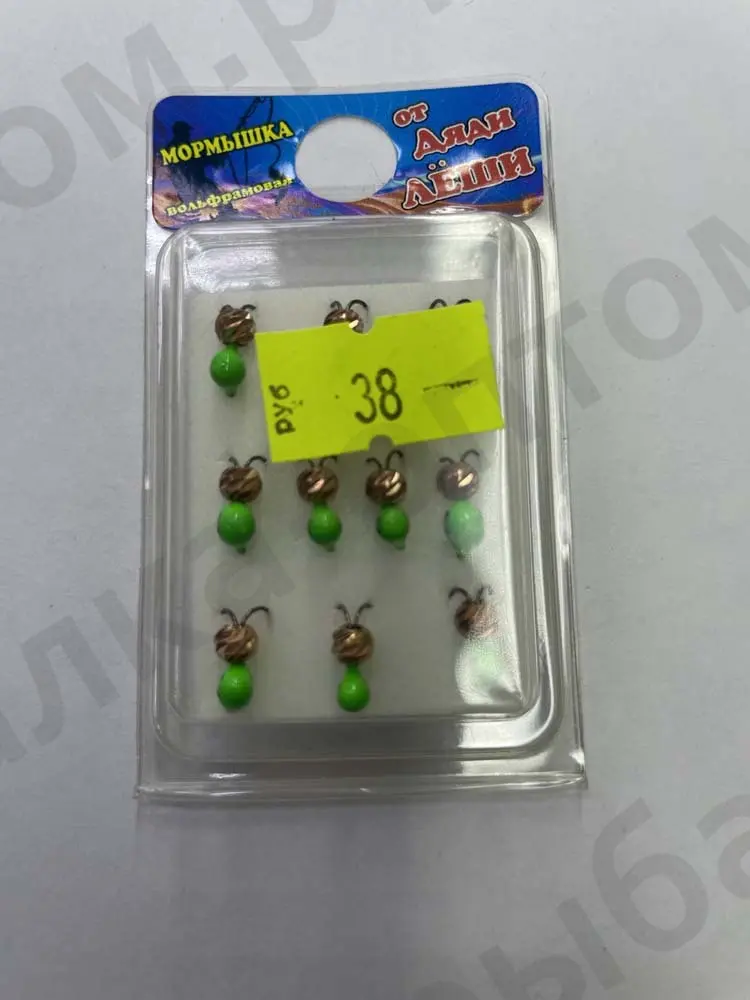 МОРМЫШКА
вольфрамовая
от
Дяди
ЛЁШИ
руб
38